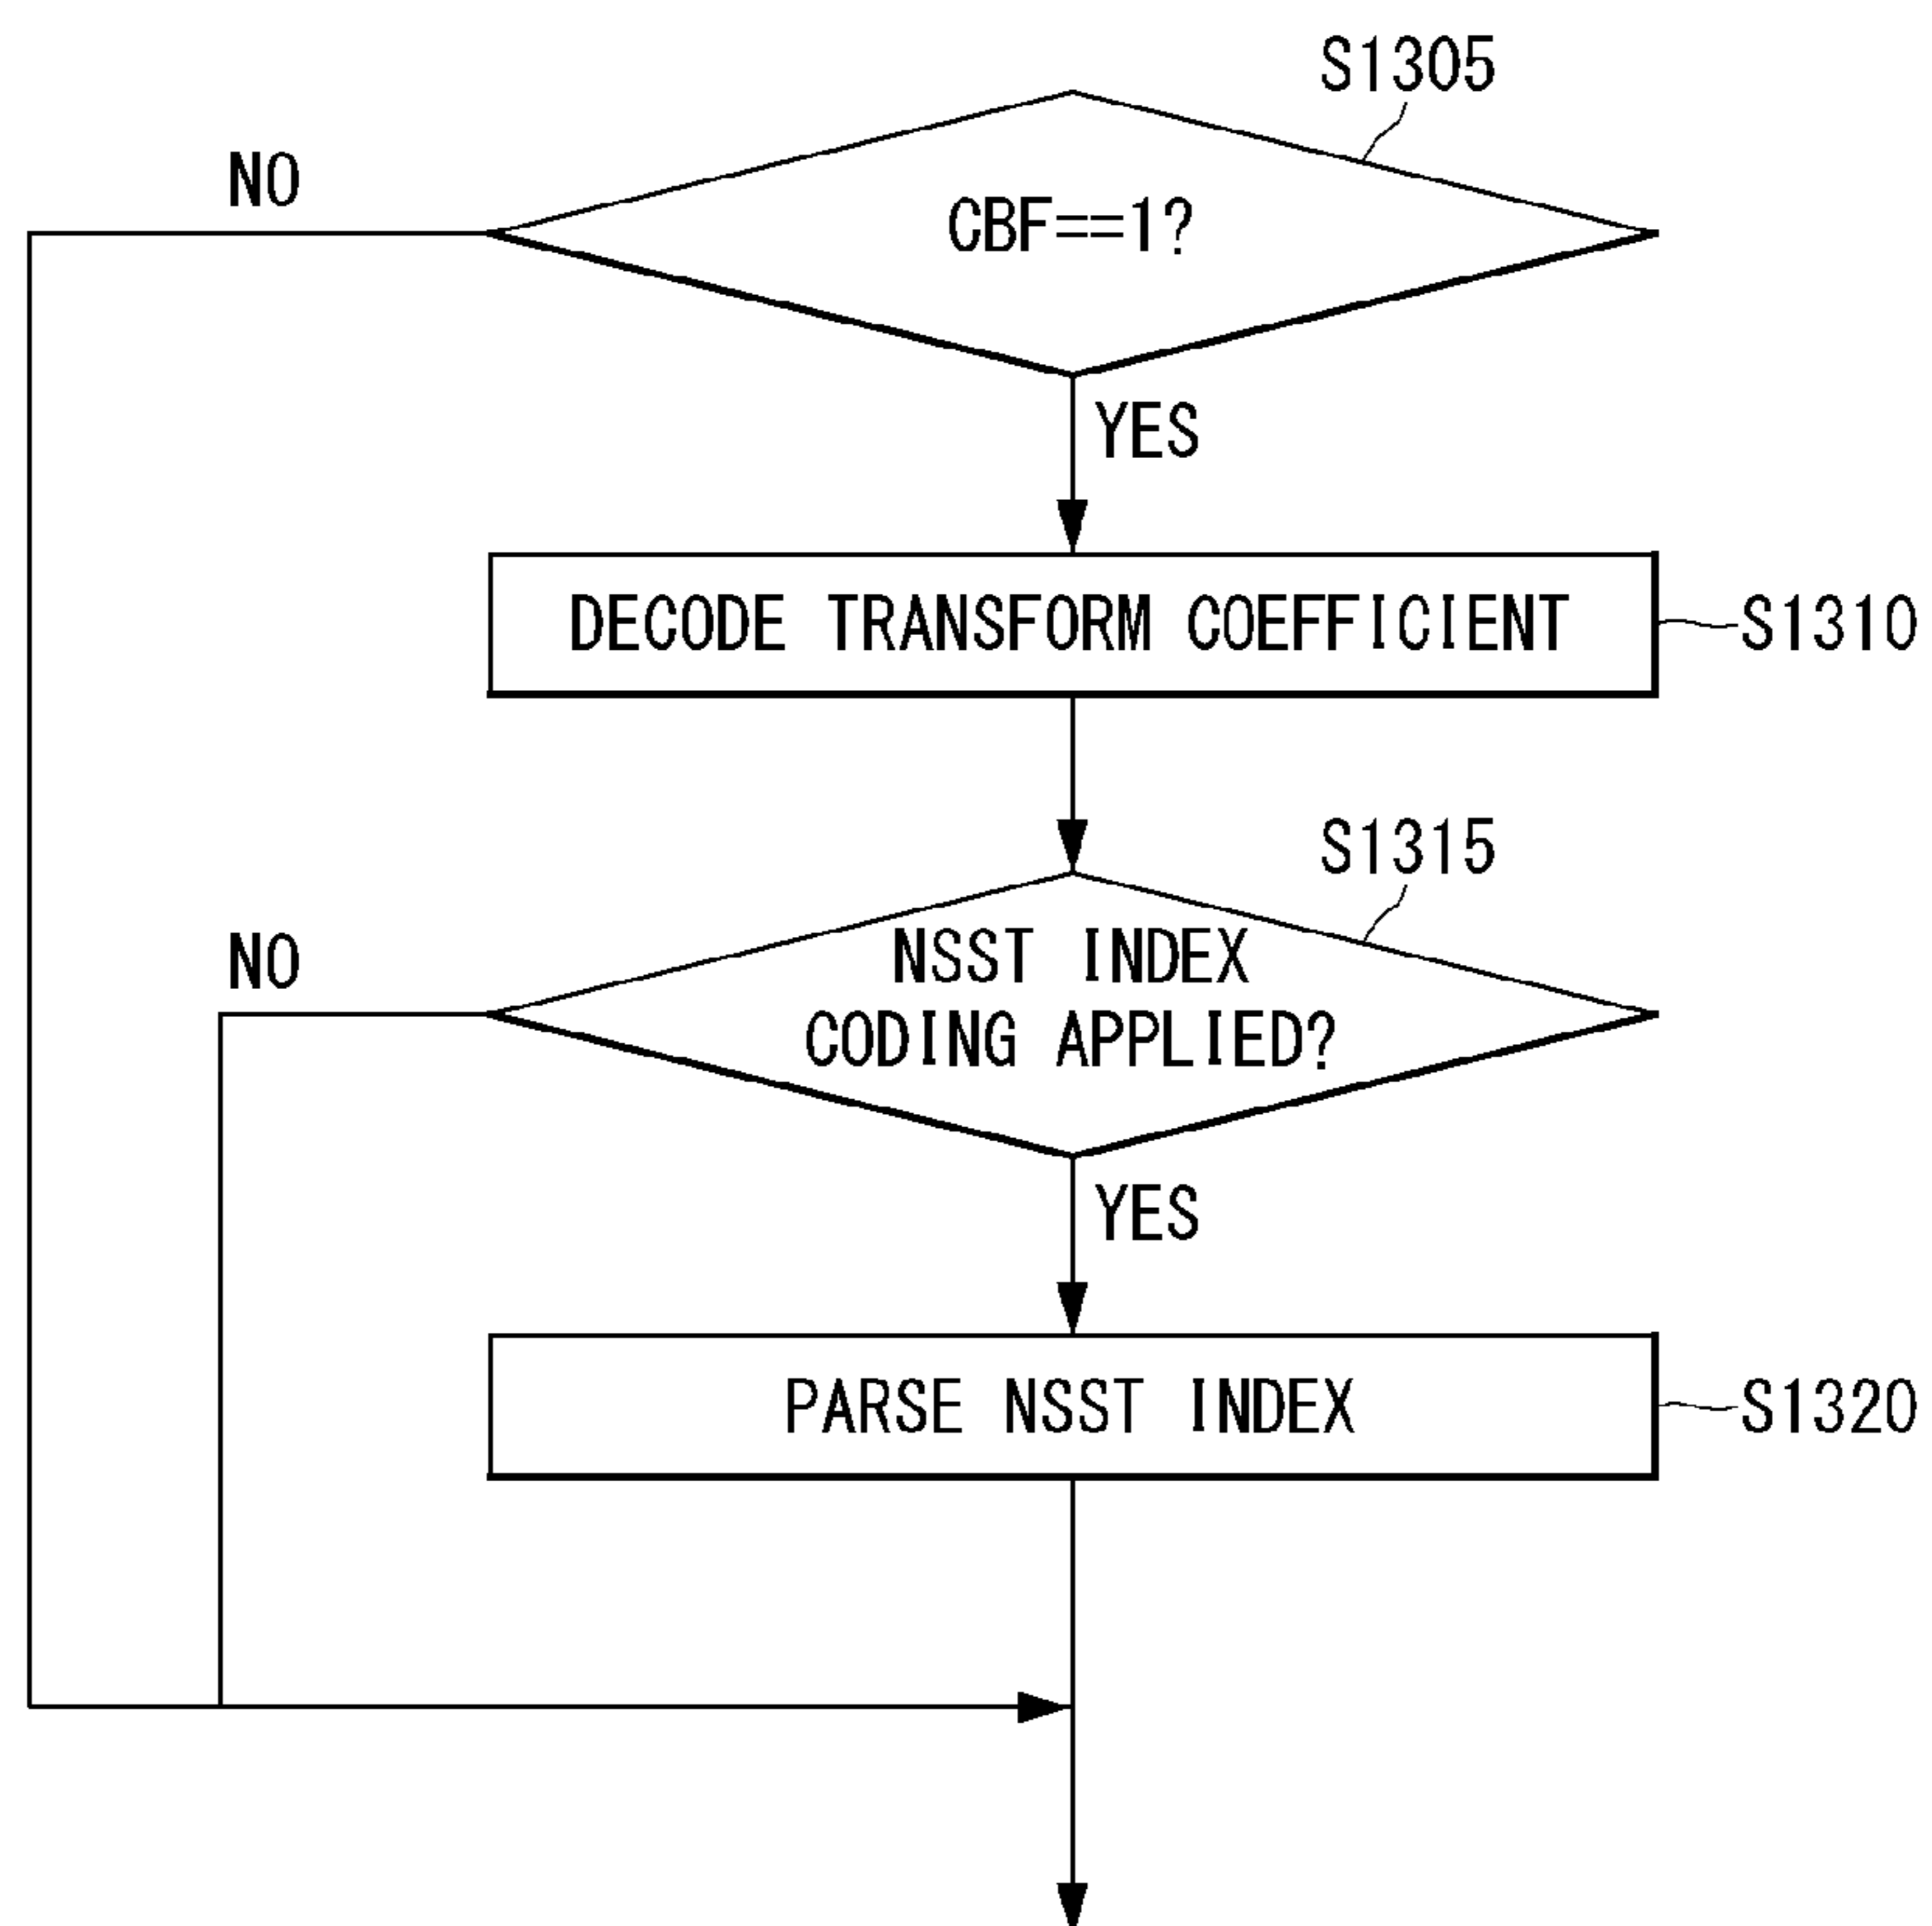 S1305
NO
CBF==1?
YES
DECODE TRANSFORM COEFFICIENT
S1310
S1315
NO
NSST INDEX
CODING APPLIED?
YES
PARSE NSST INDEX
S1320